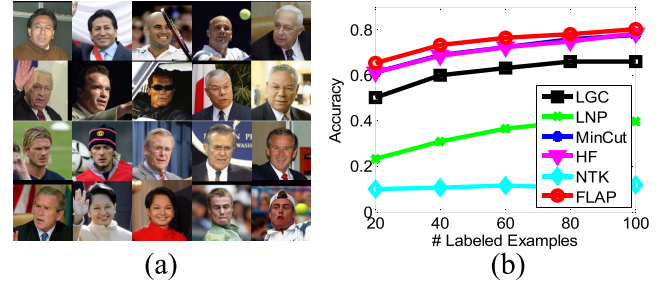 0.8
0.6
0.4
0.2
0
Accuracy
LGC
LNP
MinCut
HF
NTK
FLAP
20 40 60 80 100
# Labeled Examples
(a) (b)